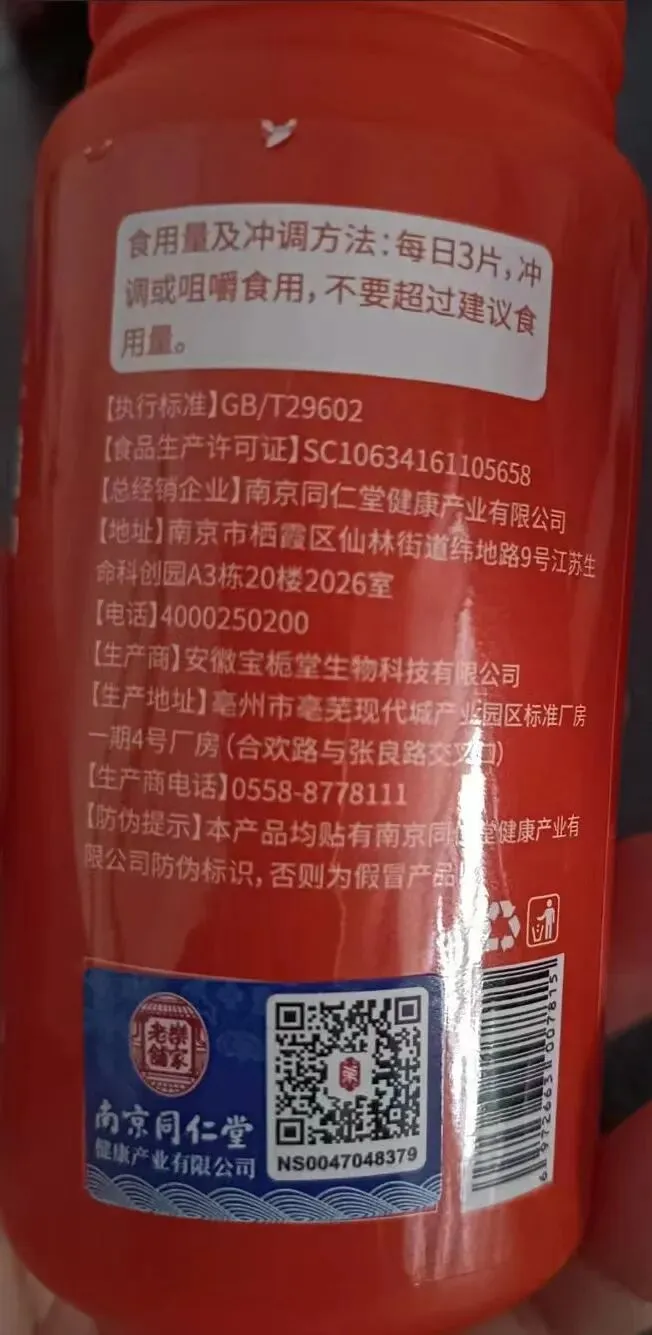 食用量及冲调方法：每日3片，冲
调或咀嚼食用，不要超过建议食
用量。
【执行标准】GB/T29602
【食品生产许可证】SC10634161105658
【总经销企业】南京同仁堂健康产业有限公司
【地址】南京市栖霞区仙林街道纬地路9号江苏生
命科创园A3栋20楼2026室
【电话】4000250200
【生产商】安徽宝栀堂生物科技有限公司
【生产地址】亳州市亳芜现代城产业园区标准厂房
一期4号厂房（合欢路与张良路交叉口）
【生产商电话】0558-8778111
【防伪提示】本产品均贴有南京同仁堂健康产业有
限公司防伪标识，否则为假冒产品
老荣
铺家
南京同仁堂
健康产业有限公司
NS0047048379
6 972663 007815